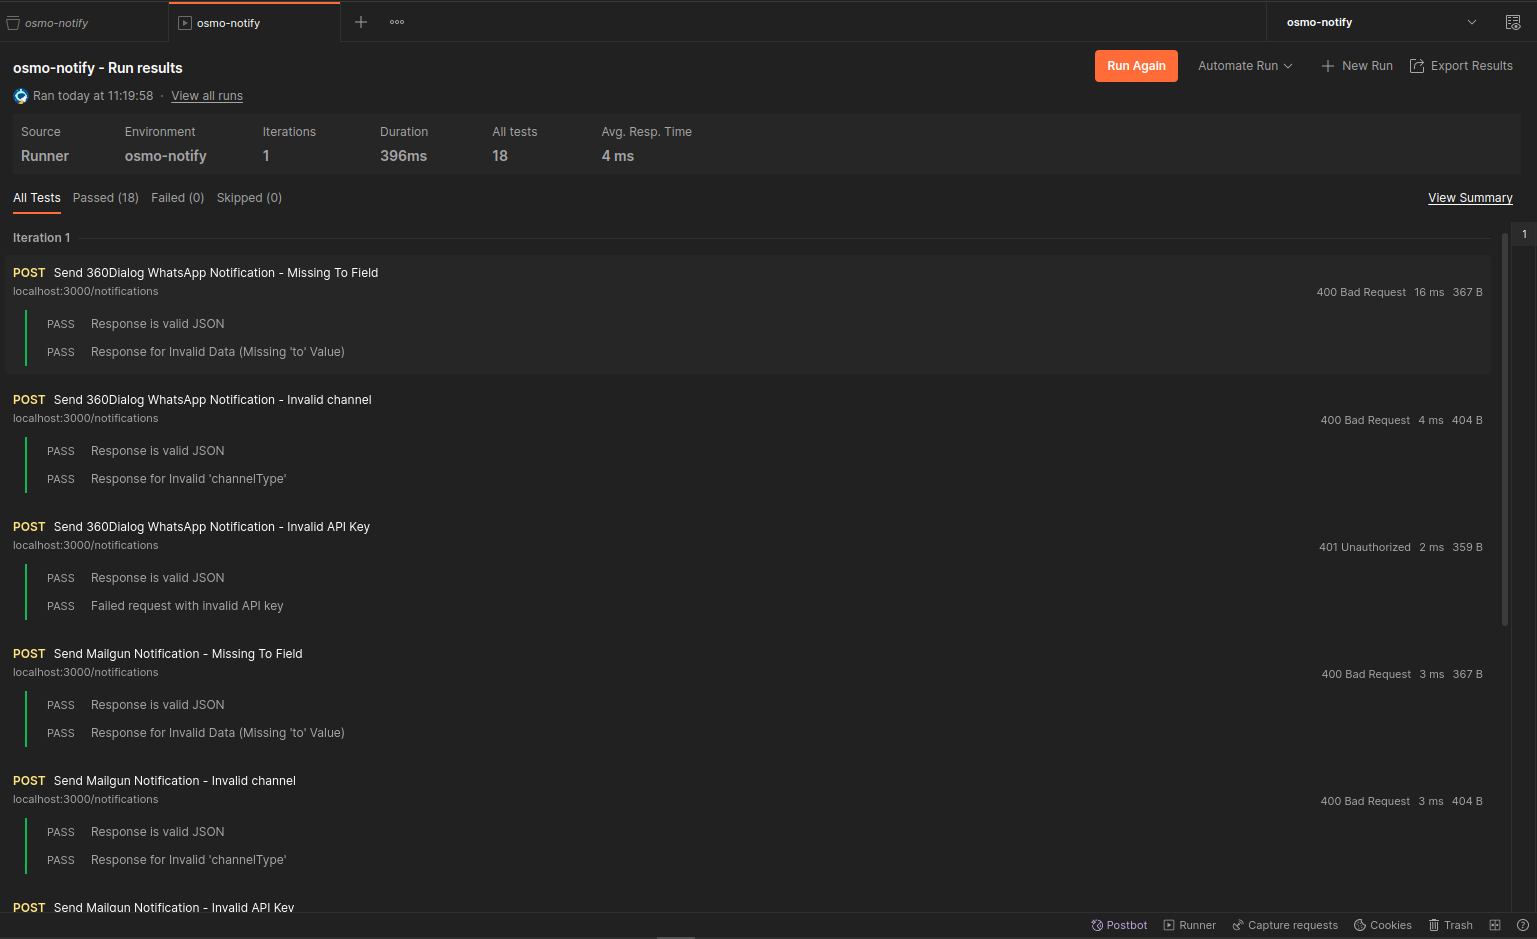 osmo-notify
osmo-notify
osmo-notify
osmo-notify - Run results
Run Again
Automate Run
New Run
Export Results
Ran today at 11:19:58 · View all runs
Source Environment Iterations Duration All tests Avg. Resp. Time
Runner osmo-notify 1 396ms 18 4 ms
All Tests Passed (18) Failed (0) Skipped (0) View Summary
Iteration 1
1
POST Send 360Dialog WhatsApp Notification - Missing To Field
localhost:3000/notifications
400 Bad Request 16 ms 367 B
PASS Response is valid JSON
PASS Response for Invalid Data (Missing 'to' Value)
POST Send 360Dialog WhatsApp Notification - Invalid channel
localhost:3000/notifications
400 Bad Request 4 ms 404 B
PASS Response is valid JSON
PASS Response for Invalid 'channelType'
POST Send 360Dialog WhatsApp Notification - Invalid API Key
localhost:3000/notifications
401 Unauthorized 2 ms 359 B
PASS Response is valid JSON
PASS Failed request with invalid API key
POST Send Mailgun Notification - Missing To Field
localhost:3000/notifications
400 Bad Request 3 ms 367 B
PASS Response is valid JSON
PASS Response for Invalid Data (Missing 'to' Value)
POST Send Mailgun Notification - Invalid channel
localhost:3000/notifications
400 Bad Request 3 ms 404 B
PASS Response is valid JSON
PASS Response for Invalid 'channelType'
POST Send Mailgun Notification - Invalid API Key
Postbot Runner Capture requests Cookies Trash